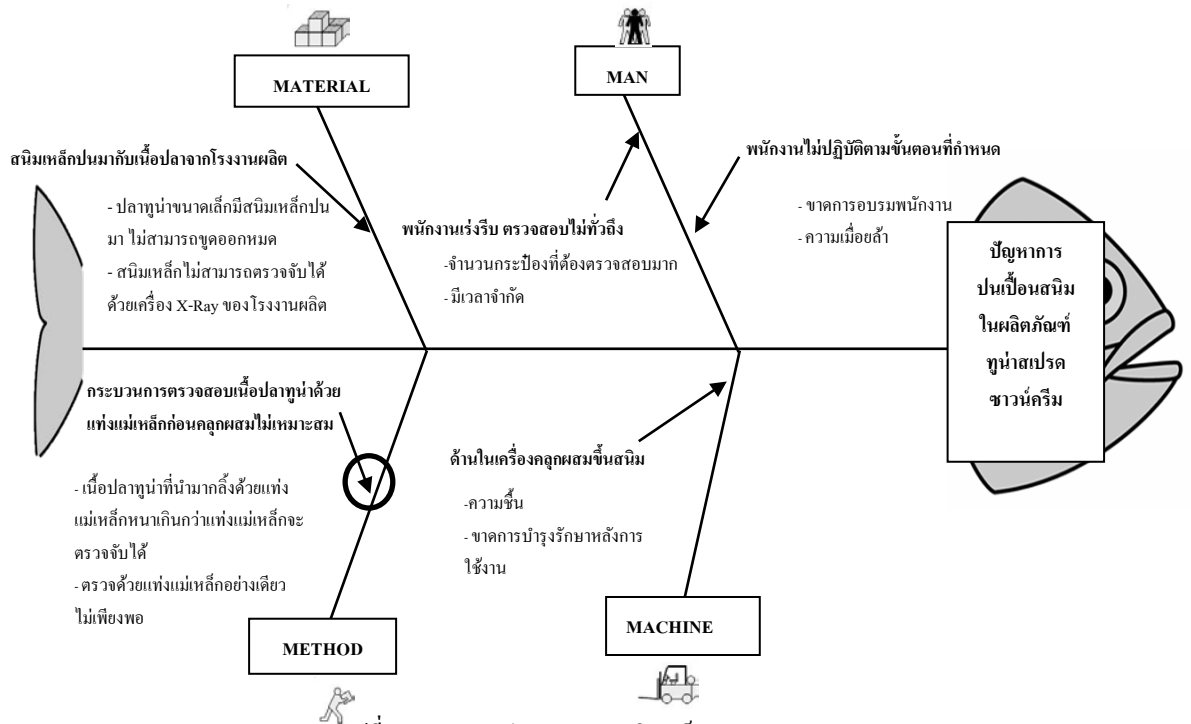 MATERIAL
MAN
สนิมเหล็กปนมากับเนื้อปลาจากโรงงานผลิต
- ปลาทูน่าขนาดเล็กมีสนิมเหล็กปน
มา ไม่สามารถขูดออกหมด
- สนิมเหล็กไม่สามารถตรวจจับได้
ด้วยเครื่อง X-Ray ของโรงงานผลิต
พนักงานเร่งรีบ ตรวจสอบไม่ทั่วถึง
-จำนวนกระป๋องที่ต้องตรวจสอบมาก
- มีเวลาจำกัด
พนักงานไม่ปฏิบัติตามขั้นตอนที่กำหนด
- ขาดการอบรมพนักงาน
- ความเมื่อยล้า
ปัญหาการ
ปนเปื้อนสนิม
ในผลิตภัณฑ์
ทูน่าสเปรด
ซาวน์ครีม
กระบวนการตรวจสอบเนื้อปลาทูน่าด้วย
แท่งแม่เหล็กก่อนคลุกผสมไม่เหมาะสม
- เนื้อปลาทูน่าที่นำมากลิ้งด้วยแท่ง
แม่เหล็กหนาเกินกว่าแท่งแม่เหล็กจะ
ตรวจจับได้
- ตรวจด้วยแท่งแม่เหล็กอย่างเดียว
ไม่เพียงพอ
ด้านในเครื่องคลุกผสมขึ้นสนิม
-ความชื้น
- ขาดการบำรุงรักษาหลังการ
ใช้งาน
METHOD
MACHINE